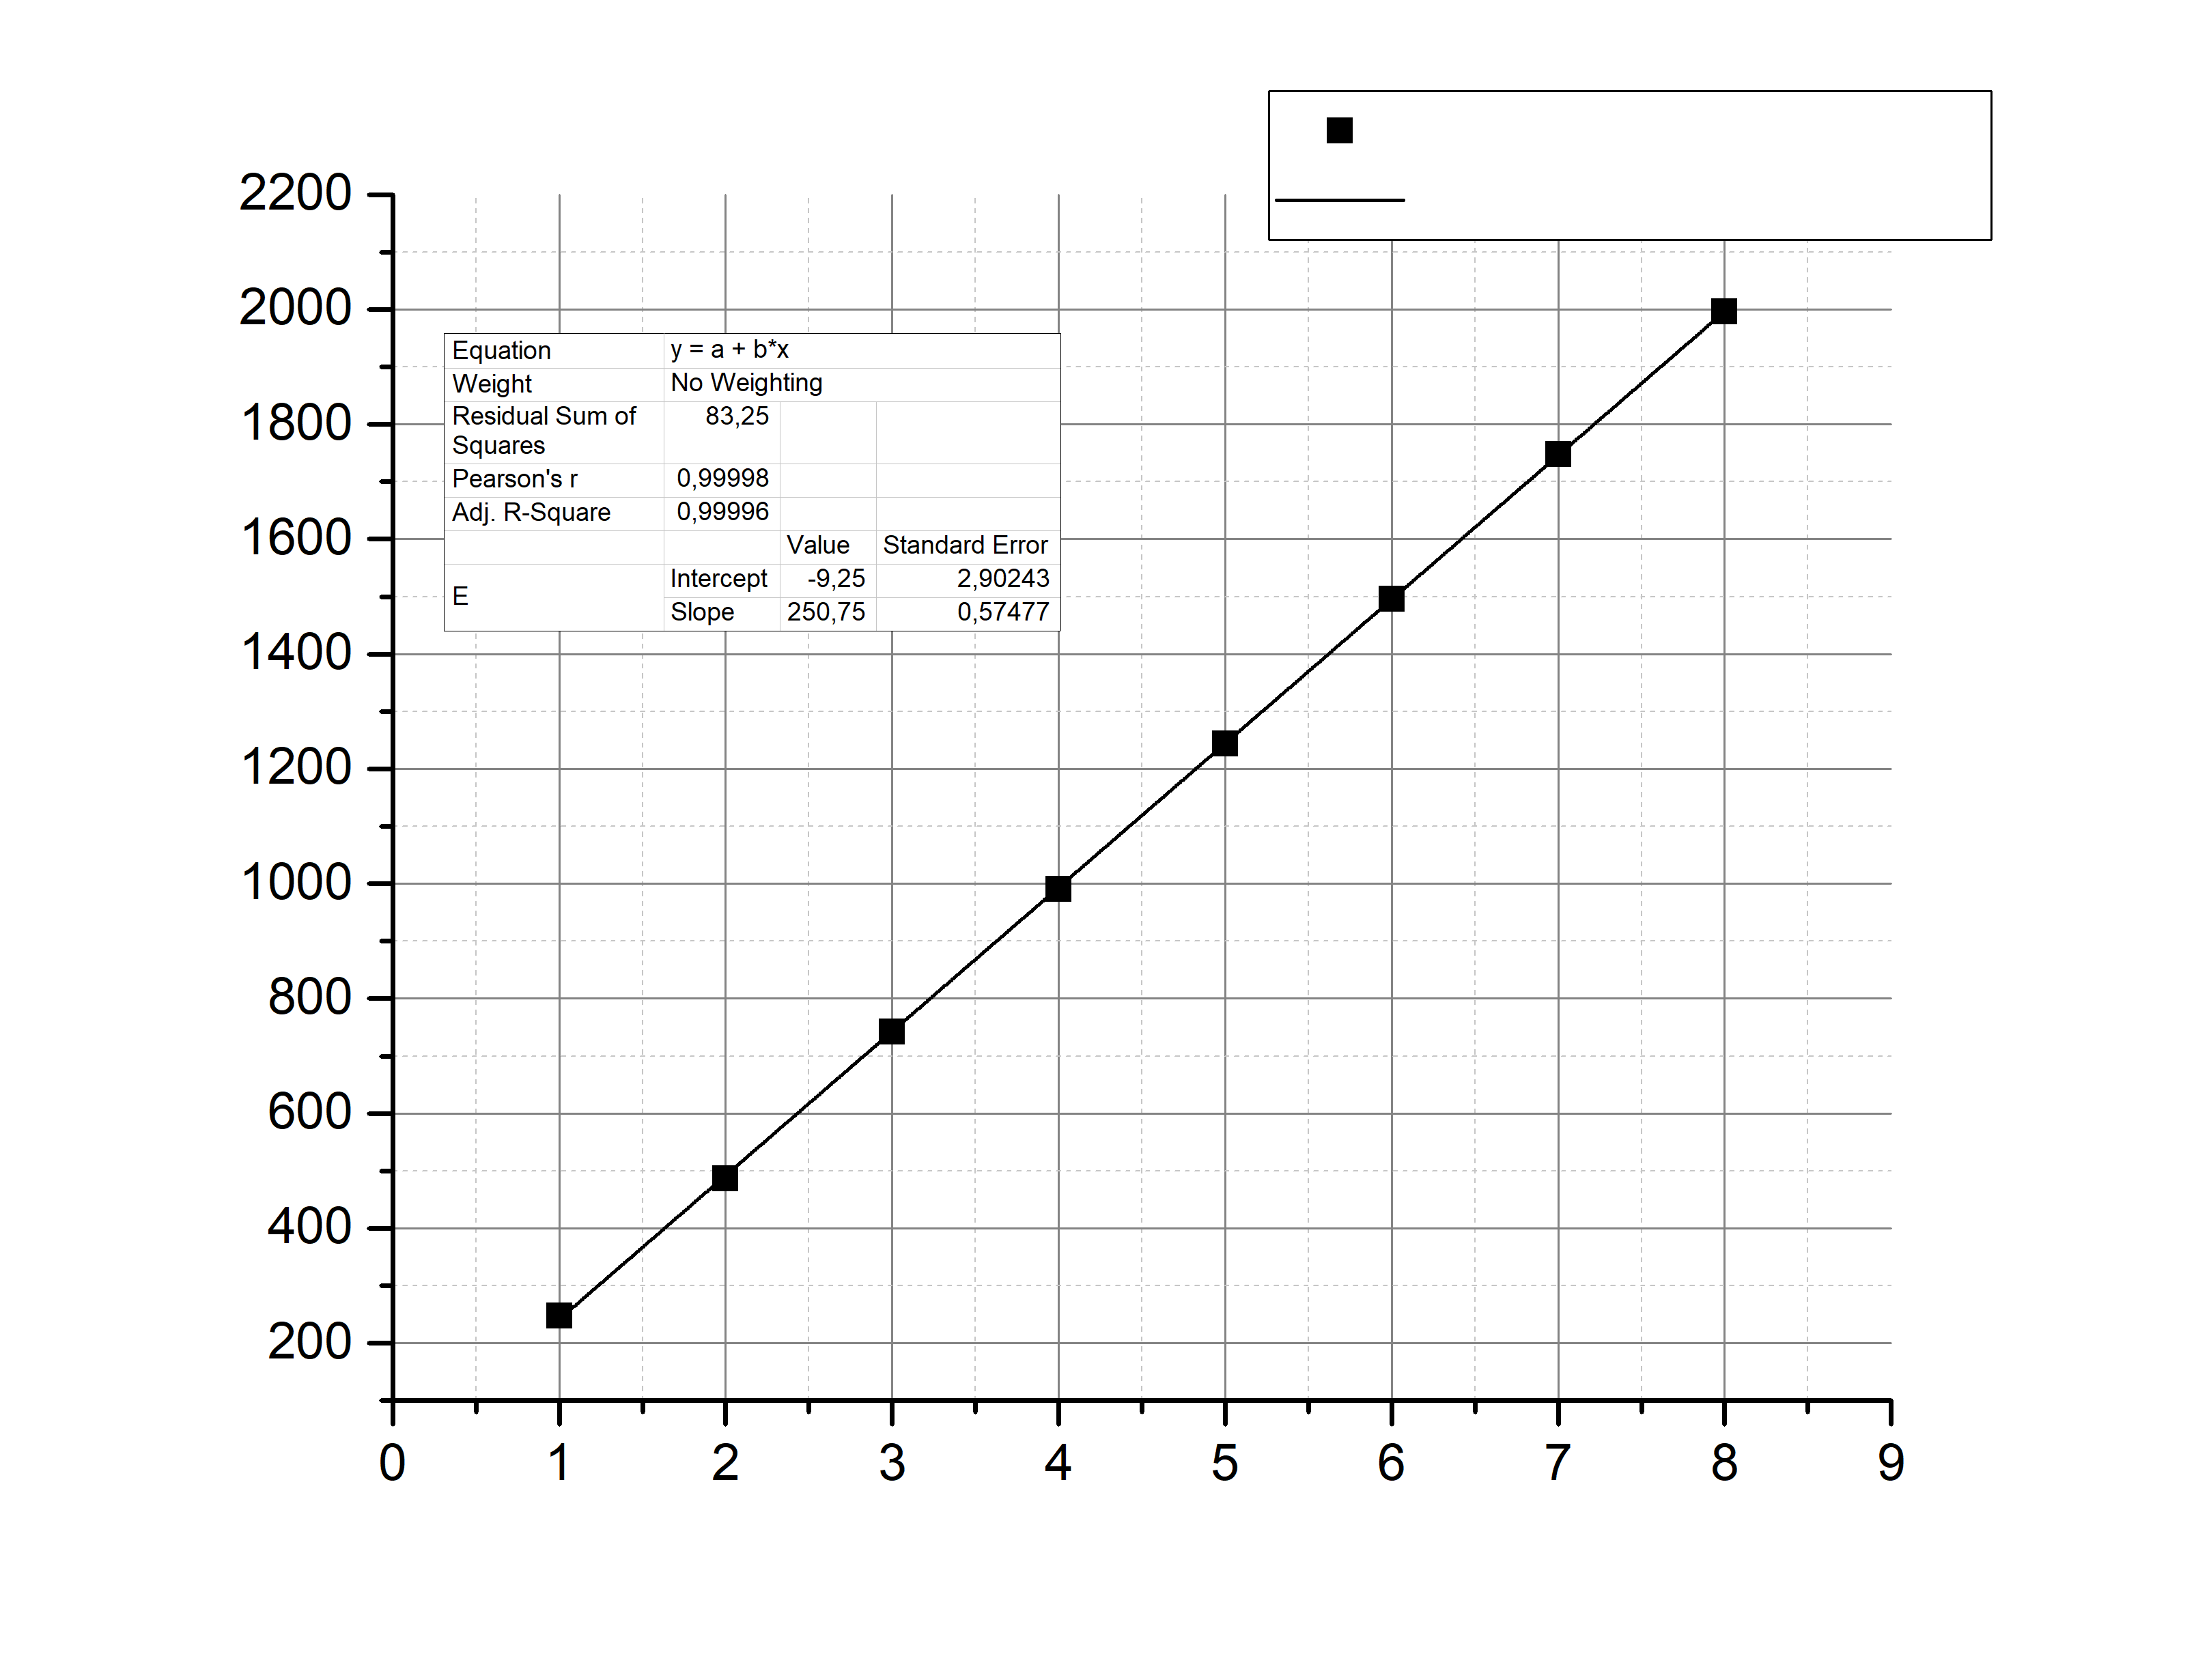 2200
2000
1800
1600
1400
1200
1000
800
600
400
200
Equation y = a + b*x
Weight No Weighting
Residual Sum of
Squares 83,25
Pearson's r 0,99998
Adj. R-Square 0,99996
Value Standard Error
E Intercept -9,25 2,90243
Slope 250,75 0,57477
0 1 2 3 4 5 6 7 8 9